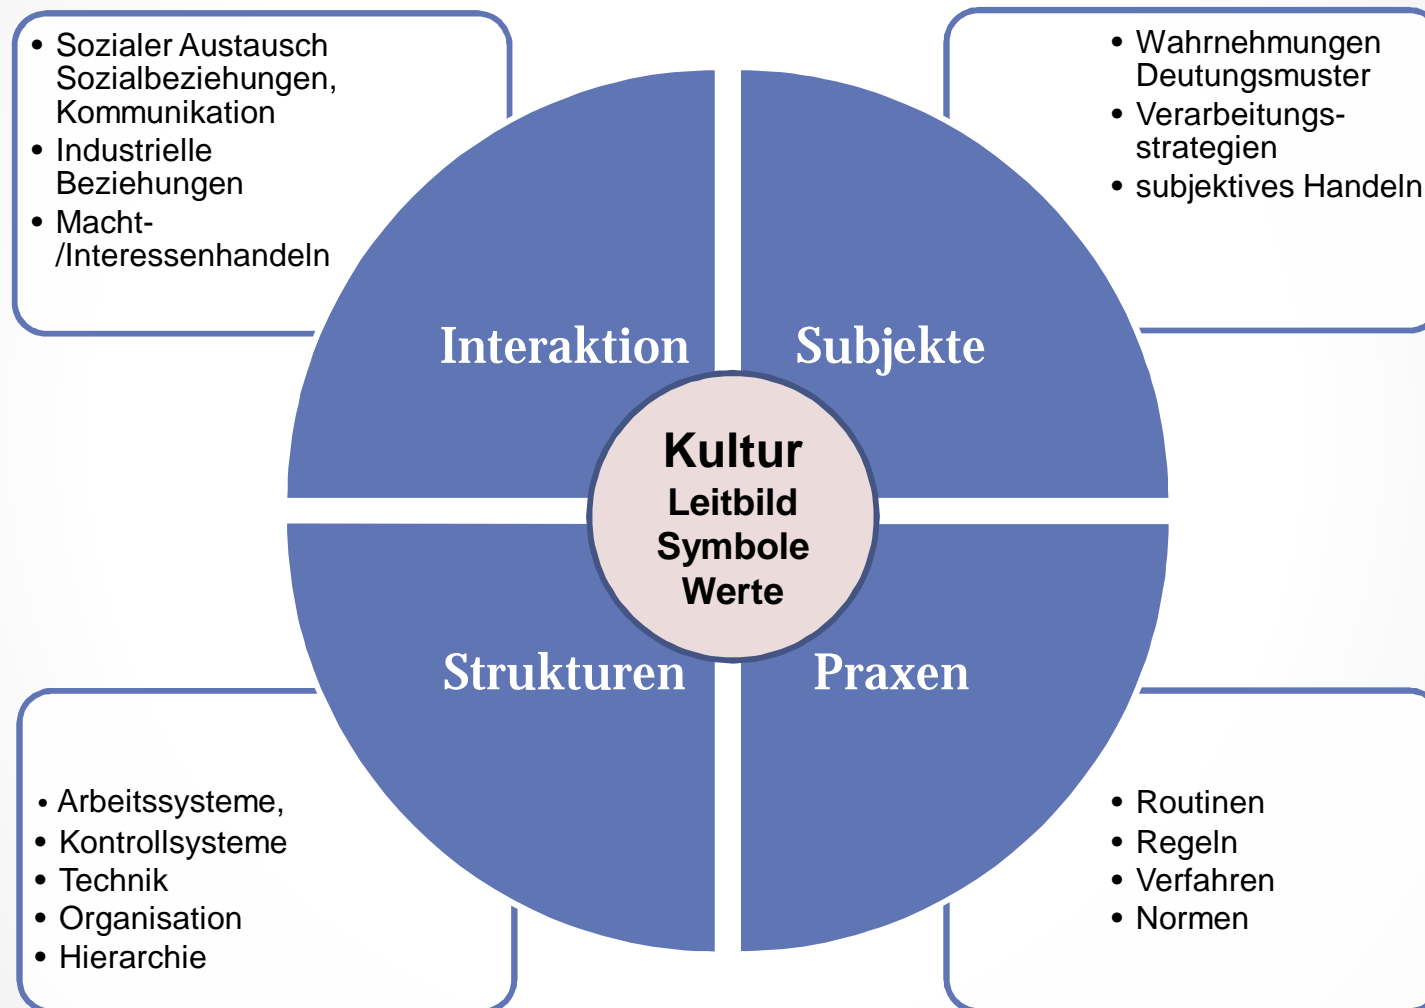 • Sozialer Austausch
Sozialbeziehungen,
Kommunikation
• Industrielle
Beziehungen
• Macht-
/Interessenhandeln
• Wahrnehmungen
Deutungsmuster
• Verarbeitungs-
strategien
• subjektives Handeln
Interaktion
Subjekte
Kultur
Leitbild
Symbole
Werte
Strukturen
Praxen
• Arbeitssysteme,
• Kontrollsysteme
• Technik
• Organisation
• Hierarchie
• Routinen
• Regeln
• Verfahren
• Normen